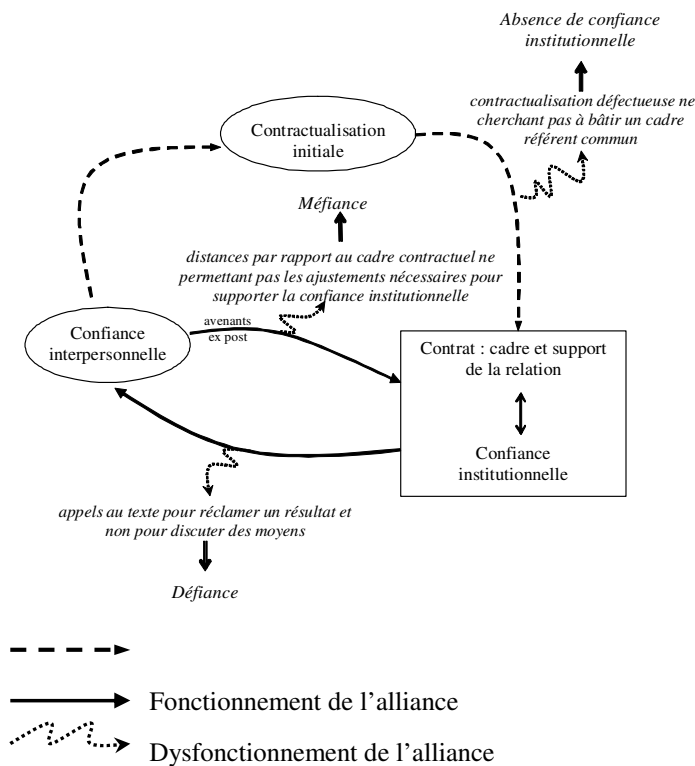 Absence de confiance
institutionnelle
contractualisation défectueuse ne
cherchant pas à bâtir un cadre
référent commun
Contractualisation
initiale
Méfiance
distances par rapport au cadre contractuel ne
permettant pas les ajustements nécessaires pour
supporter la confiance institutionnelle
Confiance
interpersonnelle
avenants
ex post
Contrat : cadre et support
de la relation
Confiance
institutionnelle
appels au texte pour réclamer un résultat et
non pour discuter des moyens
Défiance
Fonctionnement de l'alliance
Dysfonctionnement de l'alliance